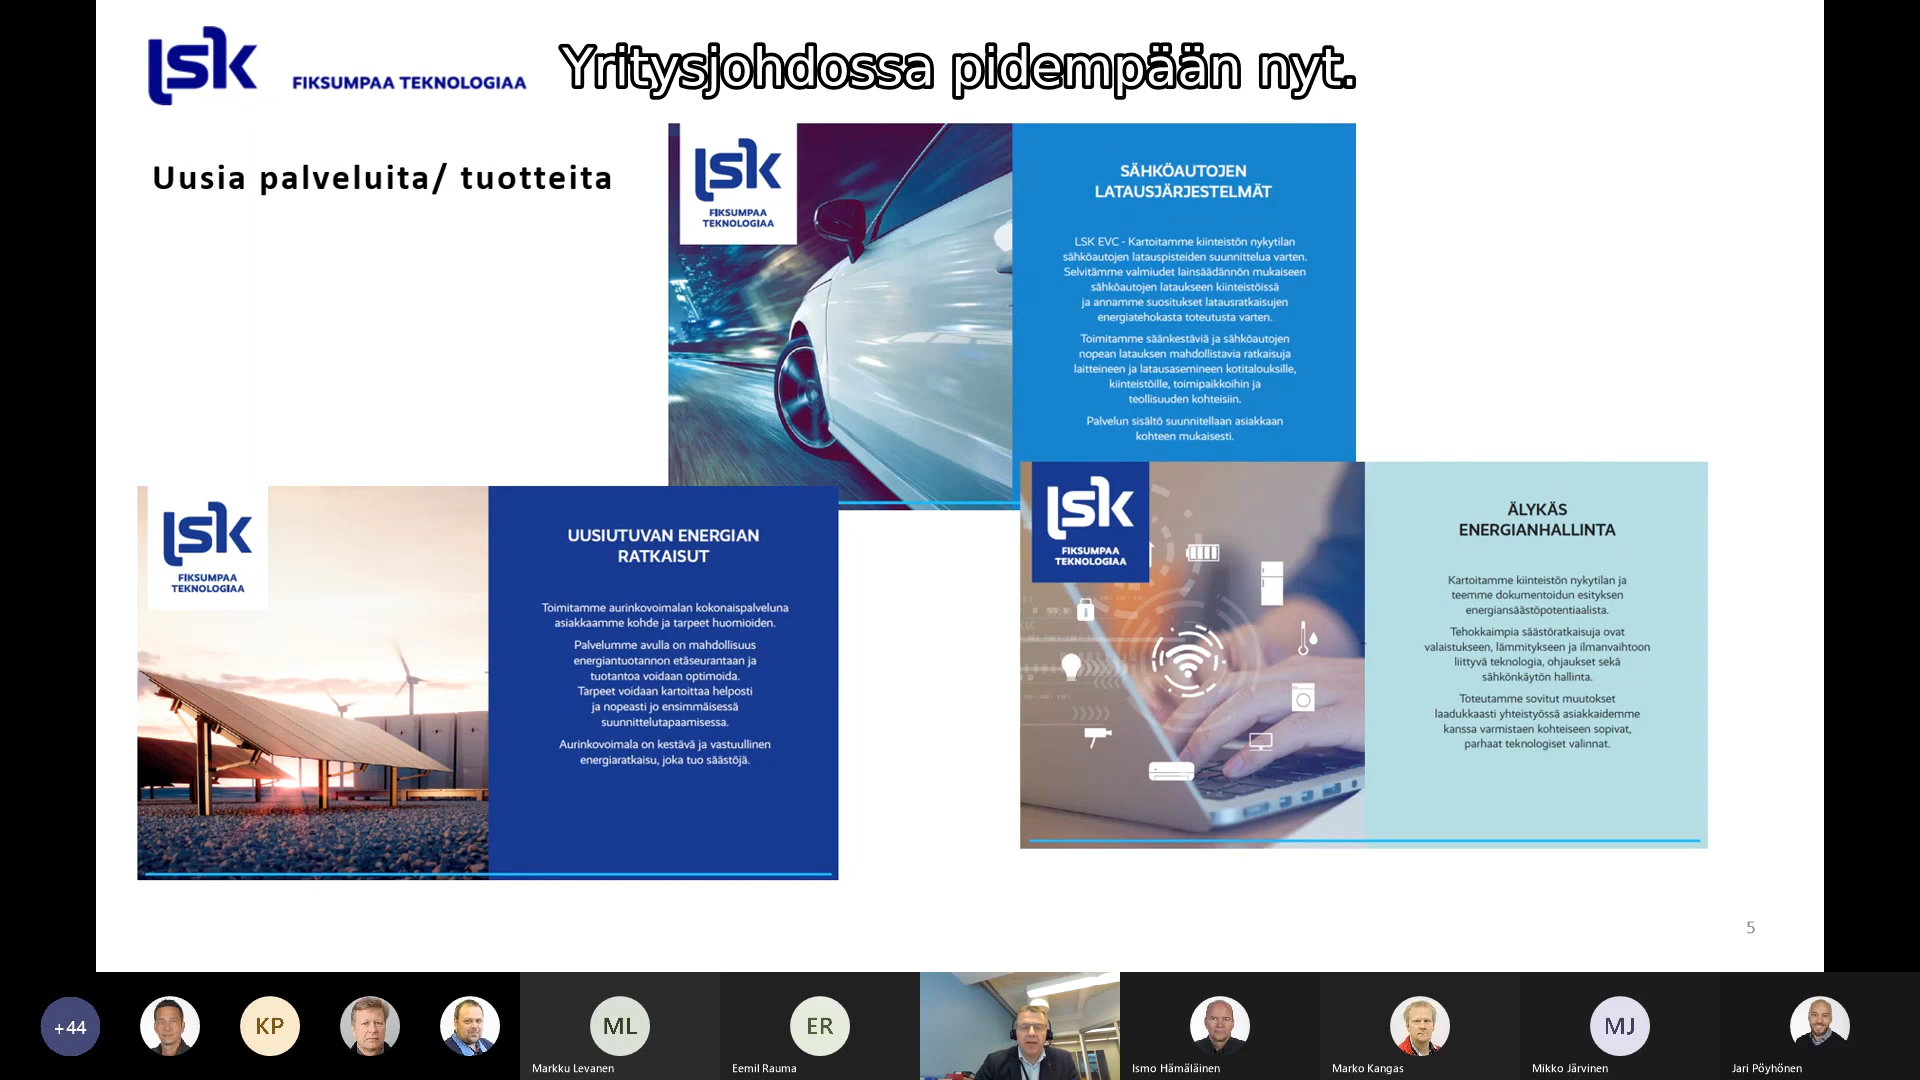 lsk
FIKSUMPAA TEKNOLOGIAA
Yritysjohdossa pidempään nyt.
Uusia palveluita/ tuotteita
lsk
FIKSUMPAA
TEKNOLOGIAA
SÄHKÖAUTOJEN
LATAUSJÄRJESTELMÄT
LSK EVC - Kartoitamme kiinteistön nykytilan
sähköautojen latauspisteiden suunnittelua varten.
Selvitämme valmiudet lainsäädännön mukaiseen
sähköautojen lataukseen kiinteistöissä
ja annamme suositukset latausratkaisujen
energiatehokasta toteutusta varten.
Toimitamme säänkestäviä ja sähköautojen
nopean latauksen mahdollistavia ratkaisuja
laitteineen ja latausasemineen kotitalouksille,
kiinteistöille, toimipaikkoihin ja
teollisuuden kohteisiin.
Palvelun sisältö suunnitellaan asiakkaan
kohteen mukaisesti.
lsk
FIKSUMPAA
TEKNOLOGIAA
UUSIUTUVAN ENERGIAN
RATKAISUT
Toimitamme aurinkovoimalan kokonaispalveluna
asiakkaamme kohde ja tarpeet huomioiden.
Palvelumme avulla on mahdollisuus
energiantuotannon etäseurantaan ja
tuotantoa voidaan optimoida.
Tarpeet voidaan kartoittaa helposti
ja nopeasti jo ensimmäisessä
suunnittelutapaamisessa.
Aurinkovoimala on kestävä ja vastuullinen
energiaratkaisu, joka tuo säästöjä.
lsk
FIKSUMPAA
TEKNOLOGIAA
ÄLYKÄS
ENERGIANHALLINTA
Kartoitamme kiinteistön nykytilan ja
teemme dokumentoidun esityksen
energiansäästöpotentiaalista.
Tehokkaimpia säästöratkaisuja ovat
valaistukseen, lämmitykseen ja ilmanvaihtoon
liittyvä teknologia, ohjaukset sekä
sähkönkäytön hallinta.
Toteutamme sovitut muutokset
laadukkaasti yhteistyössä asiakkaidemme
kanssa varmistaen kohteiseen sopivat,
parhaat teknologiset valinnat.
5
+44
KP
ML
Markku Levanen
ER
Eemil Rauma
Ismo Hämäläinen
Marko Kangas
MJ
Mikko Järvinen
Jari Pöyhönen